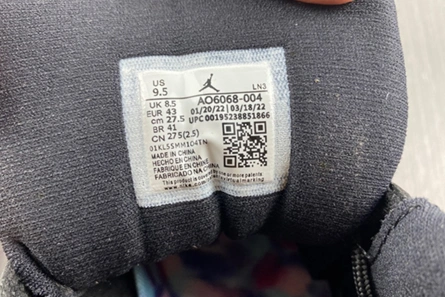 US
9.5
LN3
UK 8.5
EUR 43
cm 27.5
BR 41
CN 275(2.5)
AO6068-004
01/20/22 | 03/18/22
UPC 00195238851866
MADE IN CHINA
HECHO EN CHINA
FABRIQUE EN CHINE
FABRICADO NA CHINA